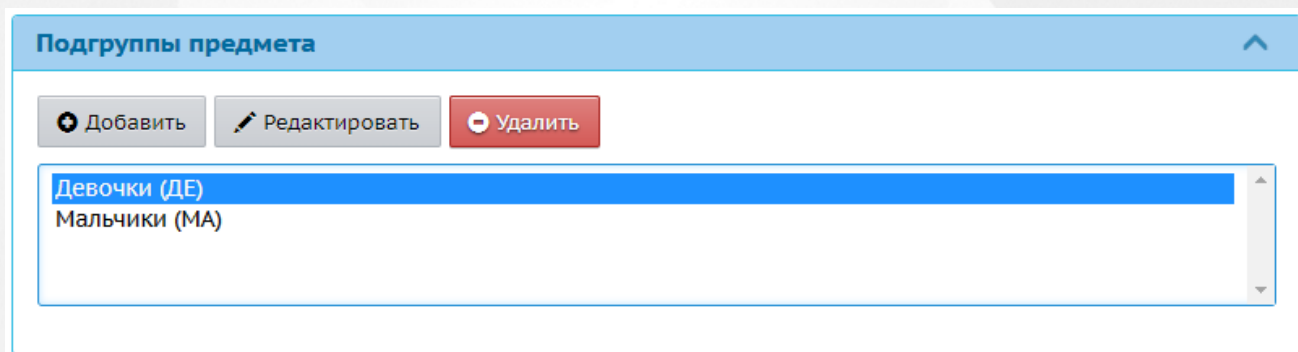 Подгруппы предмета
Добавить Редактировать Удалить
Девочки (ДЕ)
Мальчики (МА)